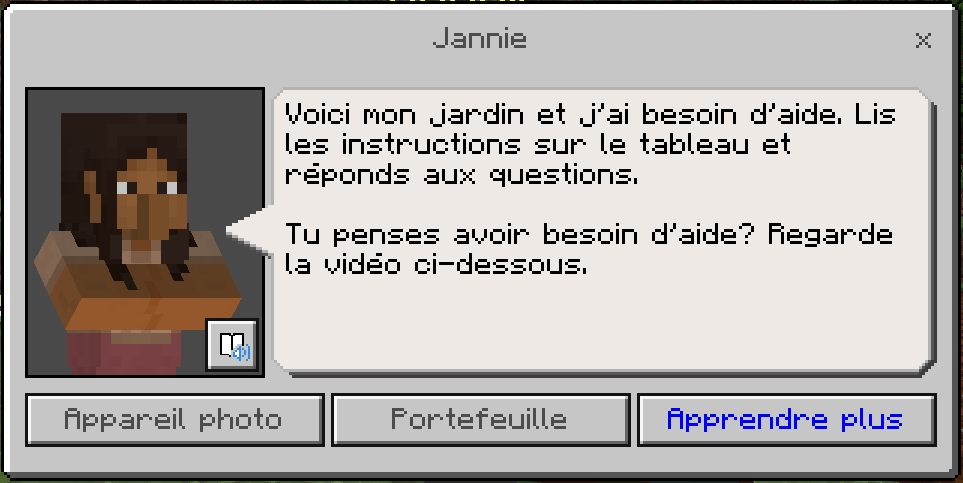 Jannie
x
Voici mon jardin et j'ai besoin d'aide. Lis
les instructions sur le tableau et
réponds aux questions.
Tu penses avoir besoin d'aide? Regarde
la vidéo ci-dessous.
Appareil photo
Portefeuille
Apprendre plus